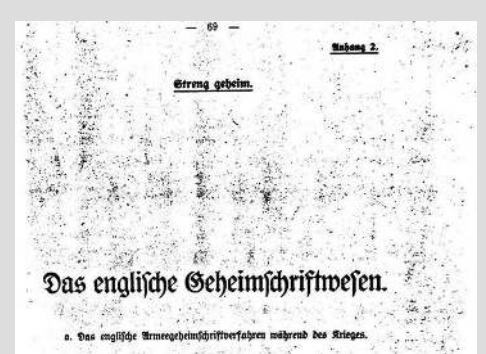 — 69 —
Anhang 2.
Streng geheim.
Das englische Geheimschriftwesen.
a. Das englische Armeegeheimschriftverfahren während des Krieges.